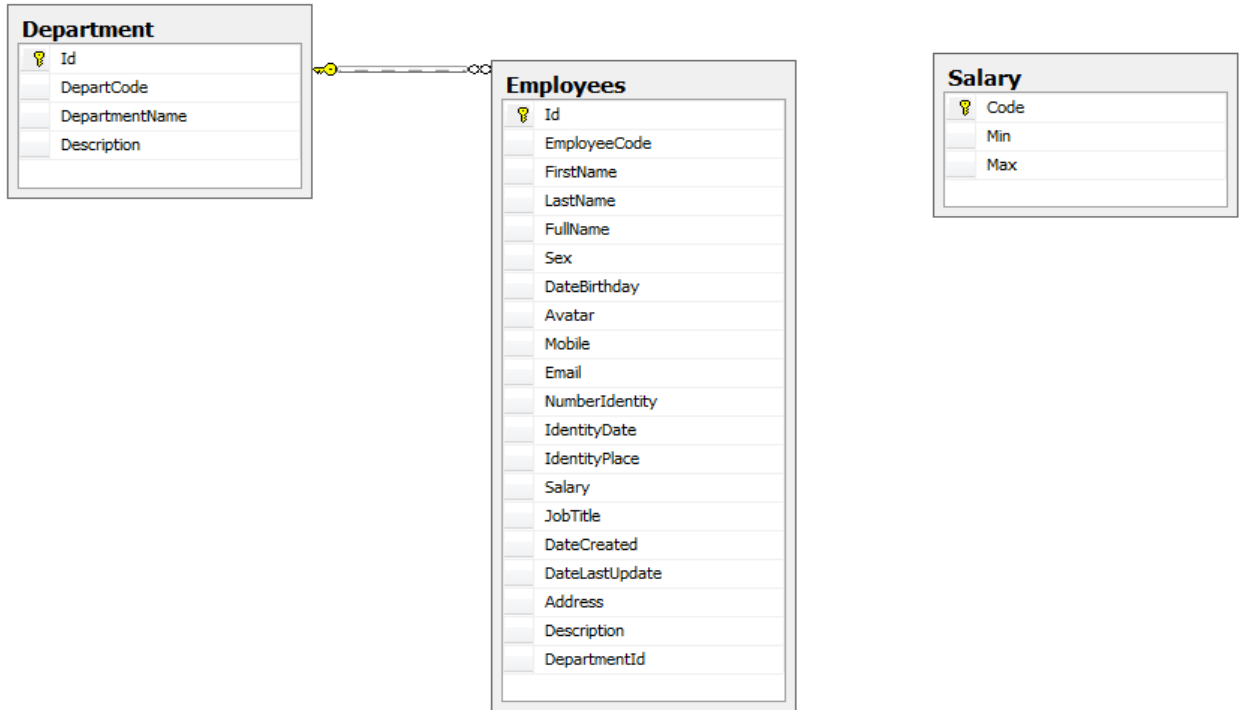 Department
Id
DepartCode
DepartmentName
Description
Employees
Id
EmployeeCode
FirstName
LastName
FullName
Sex
DateBirthday
Avatar
Mobile
Email
NumberIdentity
IdentityDate
IdentityPlace
Salary
JobTitle
DateCreated
DateLastUpdate
Address
Description
DepartmentId
Salary
Code
Min
Max